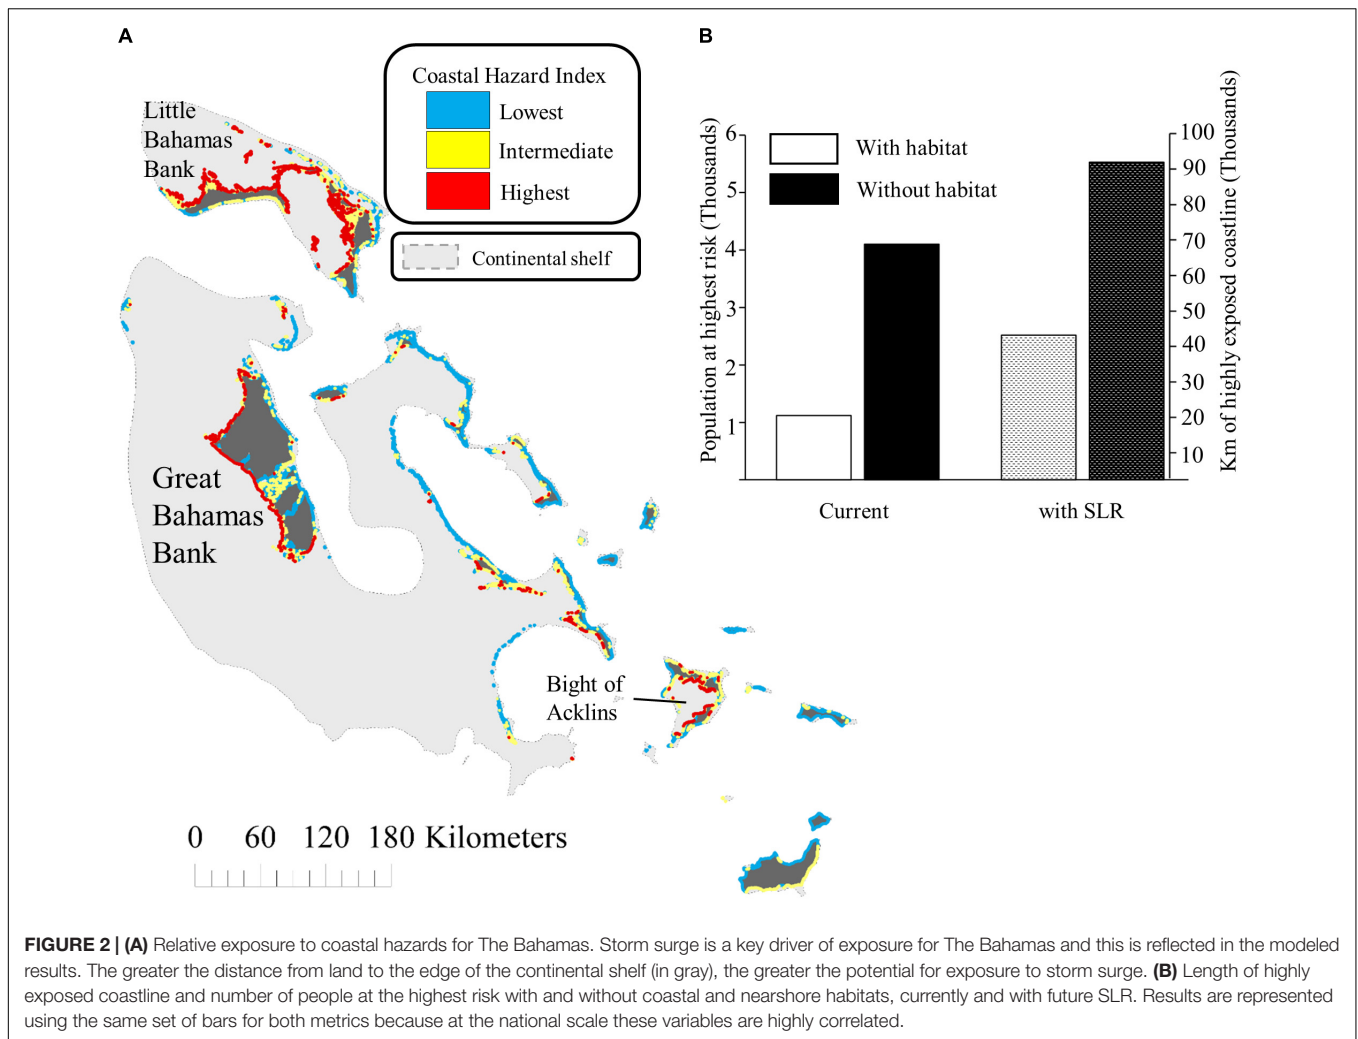 A
Little
Bahamas
Bank
Coastal Hazard Index
Lowest
Intermediate
Highest
Continental shelf
Great
Bahamas
Bank
Bight of
Acklins
0 60 120 180 Kilometers
B
Population at highest risk (Thousands)
6
5
4
3
2
1
With habitat
Without habitat
100
90
80
70
60
50
40
30
20
10
Km of highly exposed coastline (Thousands)
Current
with SLR
FIGURE 2 | (A) Relative exposure to coastal hazards for The Bahamas. Storm surge is a key driver of exposure for The Bahamas and this is reflected in the modeled
results. The greater the distance from land to the edge of the continental shelf (in gray), the greater the potential for exposure to storm surge. (B) Length of highly
exposed coastline and number of people at the highest risk with and without coastal and nearshore habitats, currently and with future SLR. Results are represented
using the same set of bars for both metrics because at the national scale these variables are highly correlated.